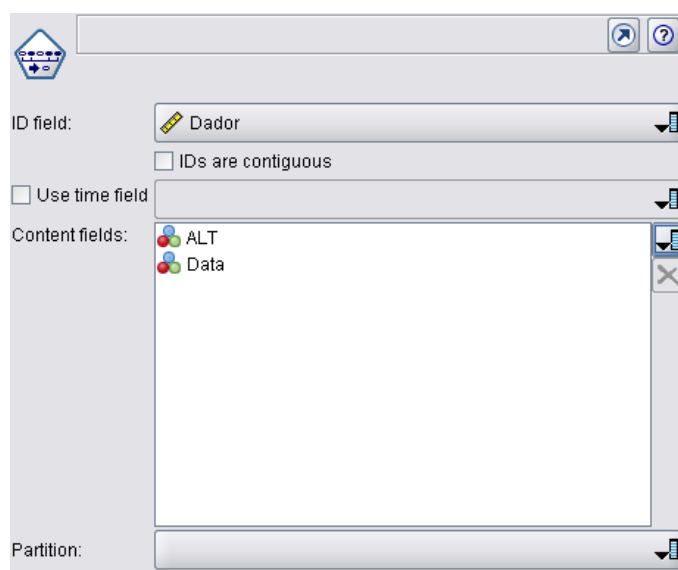 ID field:
Dador
IDs are contiguous
Use time field
Content fields:
ALT
Data
Partition: